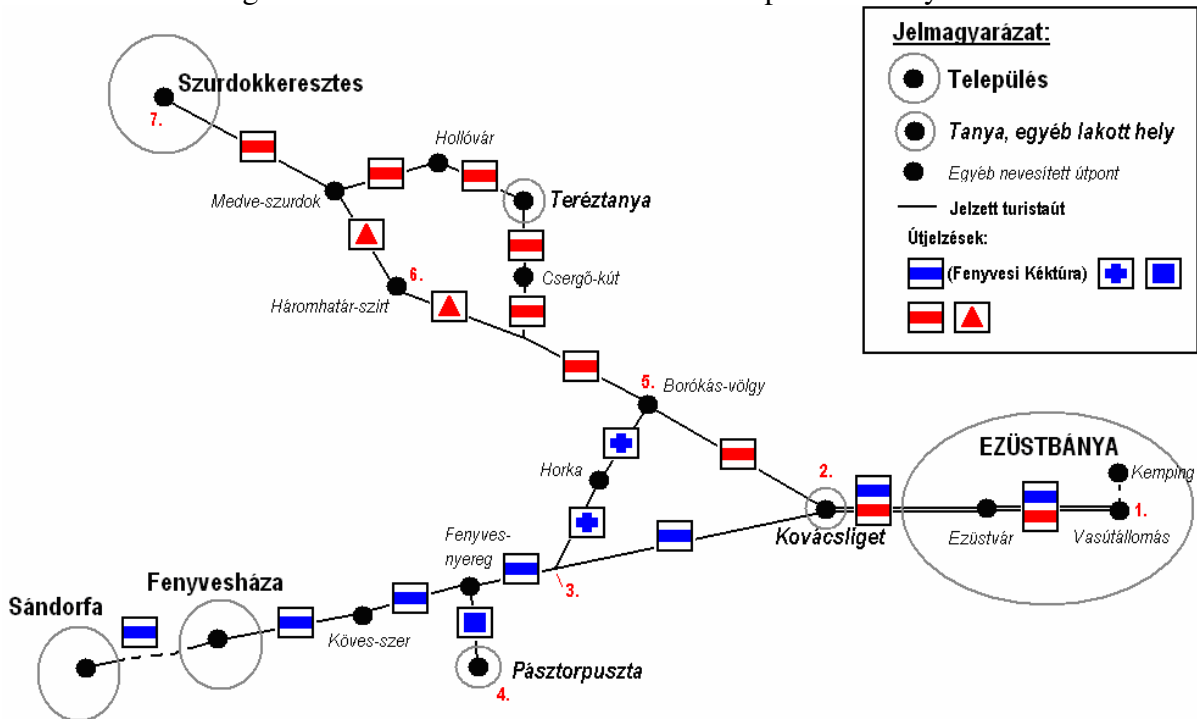 Jelmagyarázat:
Település
Tanya, egyéb lakott hely
Egyéb nevesített útpont
Jelzett turistaút
Útjelzések:
(Fenyvesi Kéktúra)
Szurdokkeresztes
7.
Hollóvár
Medve-szurdok
Teréztanya
6.
Csergő-kút
Háromhatár-szirt
5.
Borókás-völgy
EZÜSTBÁNYA
Kemping
2.
1.
Horka
Kovácsliget
Ezüstvár
Vasútállomás
Fenyves-
nyereg
3.
Fenyvesháza
Sándorfa
Köves-szer
Pásztorpuszta
4.